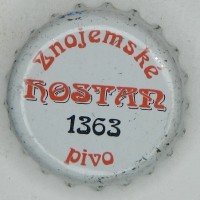 Znojemské
HOSTAN
1363
pivo